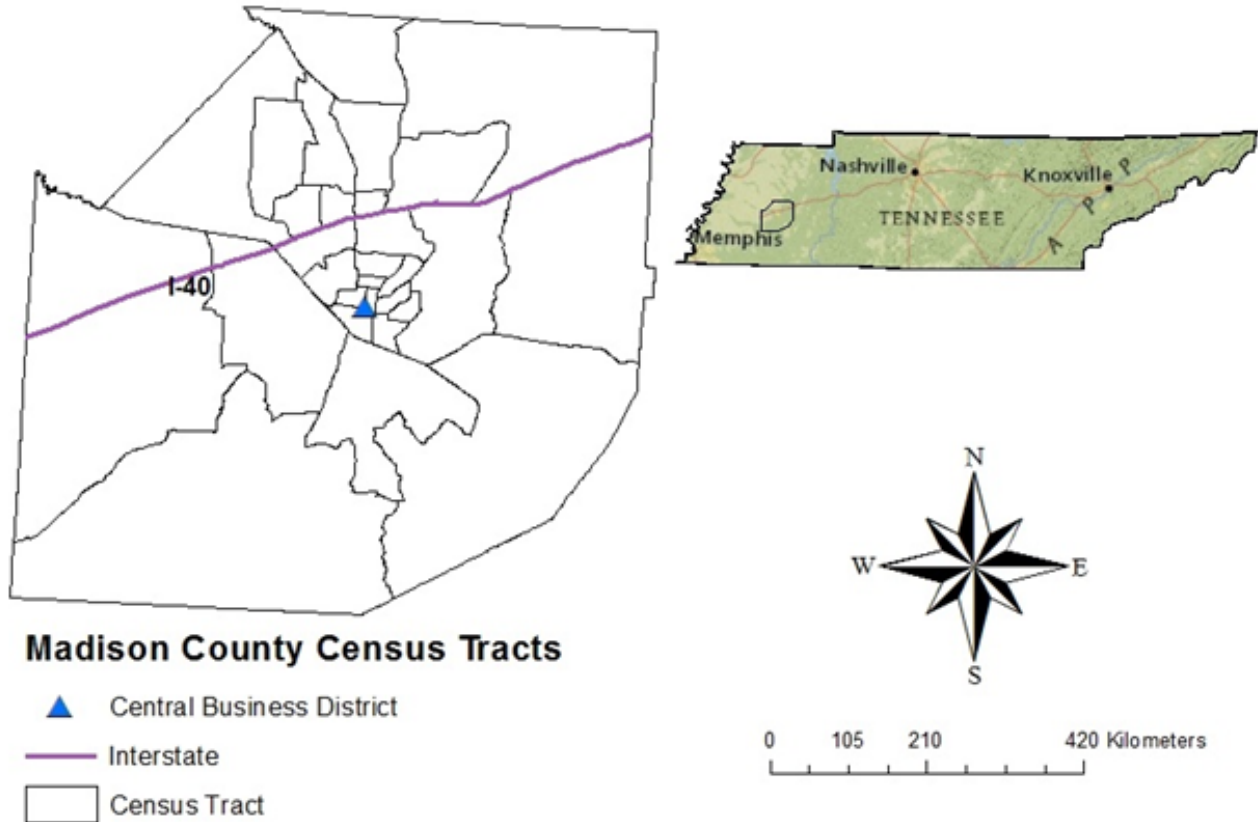 I-40
Nashville
Knoxville
TENNESSEE
Memphis
A P P
N
W E
S
Madison County Census Tracts
Central Business District
Interstate
Census Tract
0 105 210 420 Kilometers